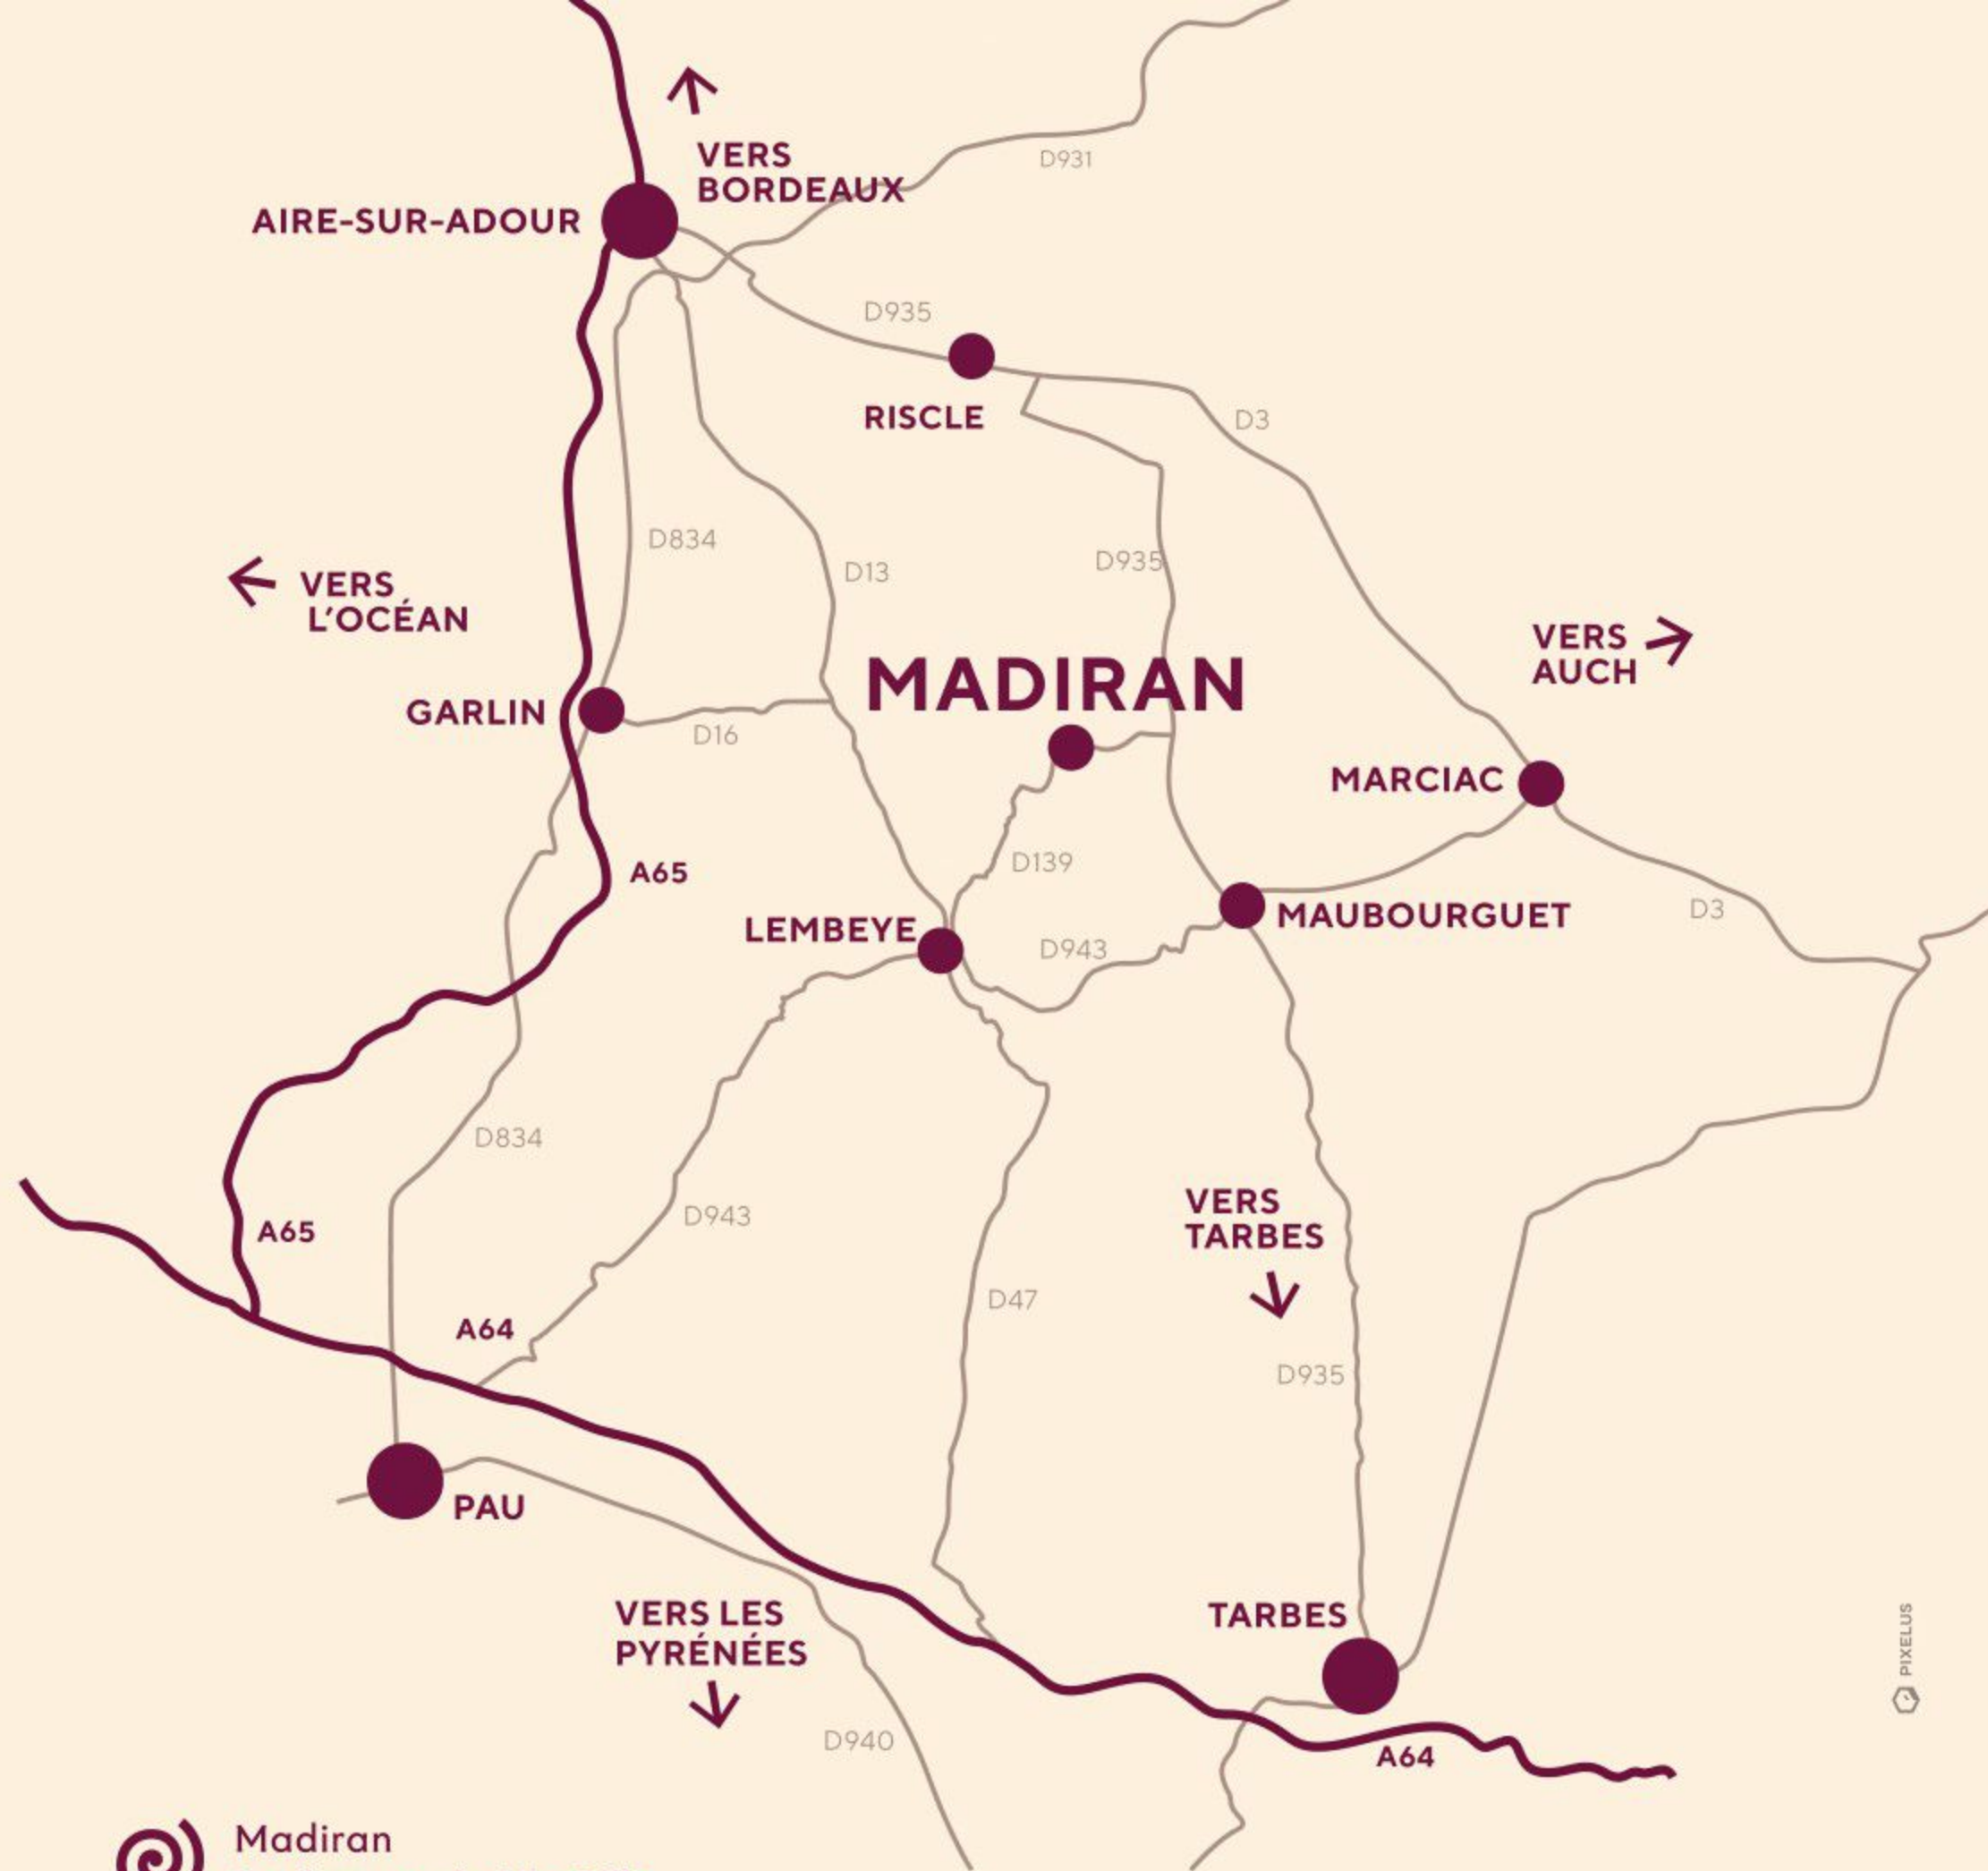 VERS
BORDEAUX
D931
AIRE-SUR-ADOUR
D935
RISCLE
D3
D834
D13
D935
VERS
L'OCÉAN
VERS
AUCH
MADIRAN
GARLIN
D16
MARCIAC
D139
A65
LEMBEYE
D943
MAUBOURGUET
D3
D834
D943
VERS
TARBES
A65
D47
A64
D935
PAU
VERS LES
PYRÉNÉES
TARBES
PIXELUS
D940
A64
Madiran